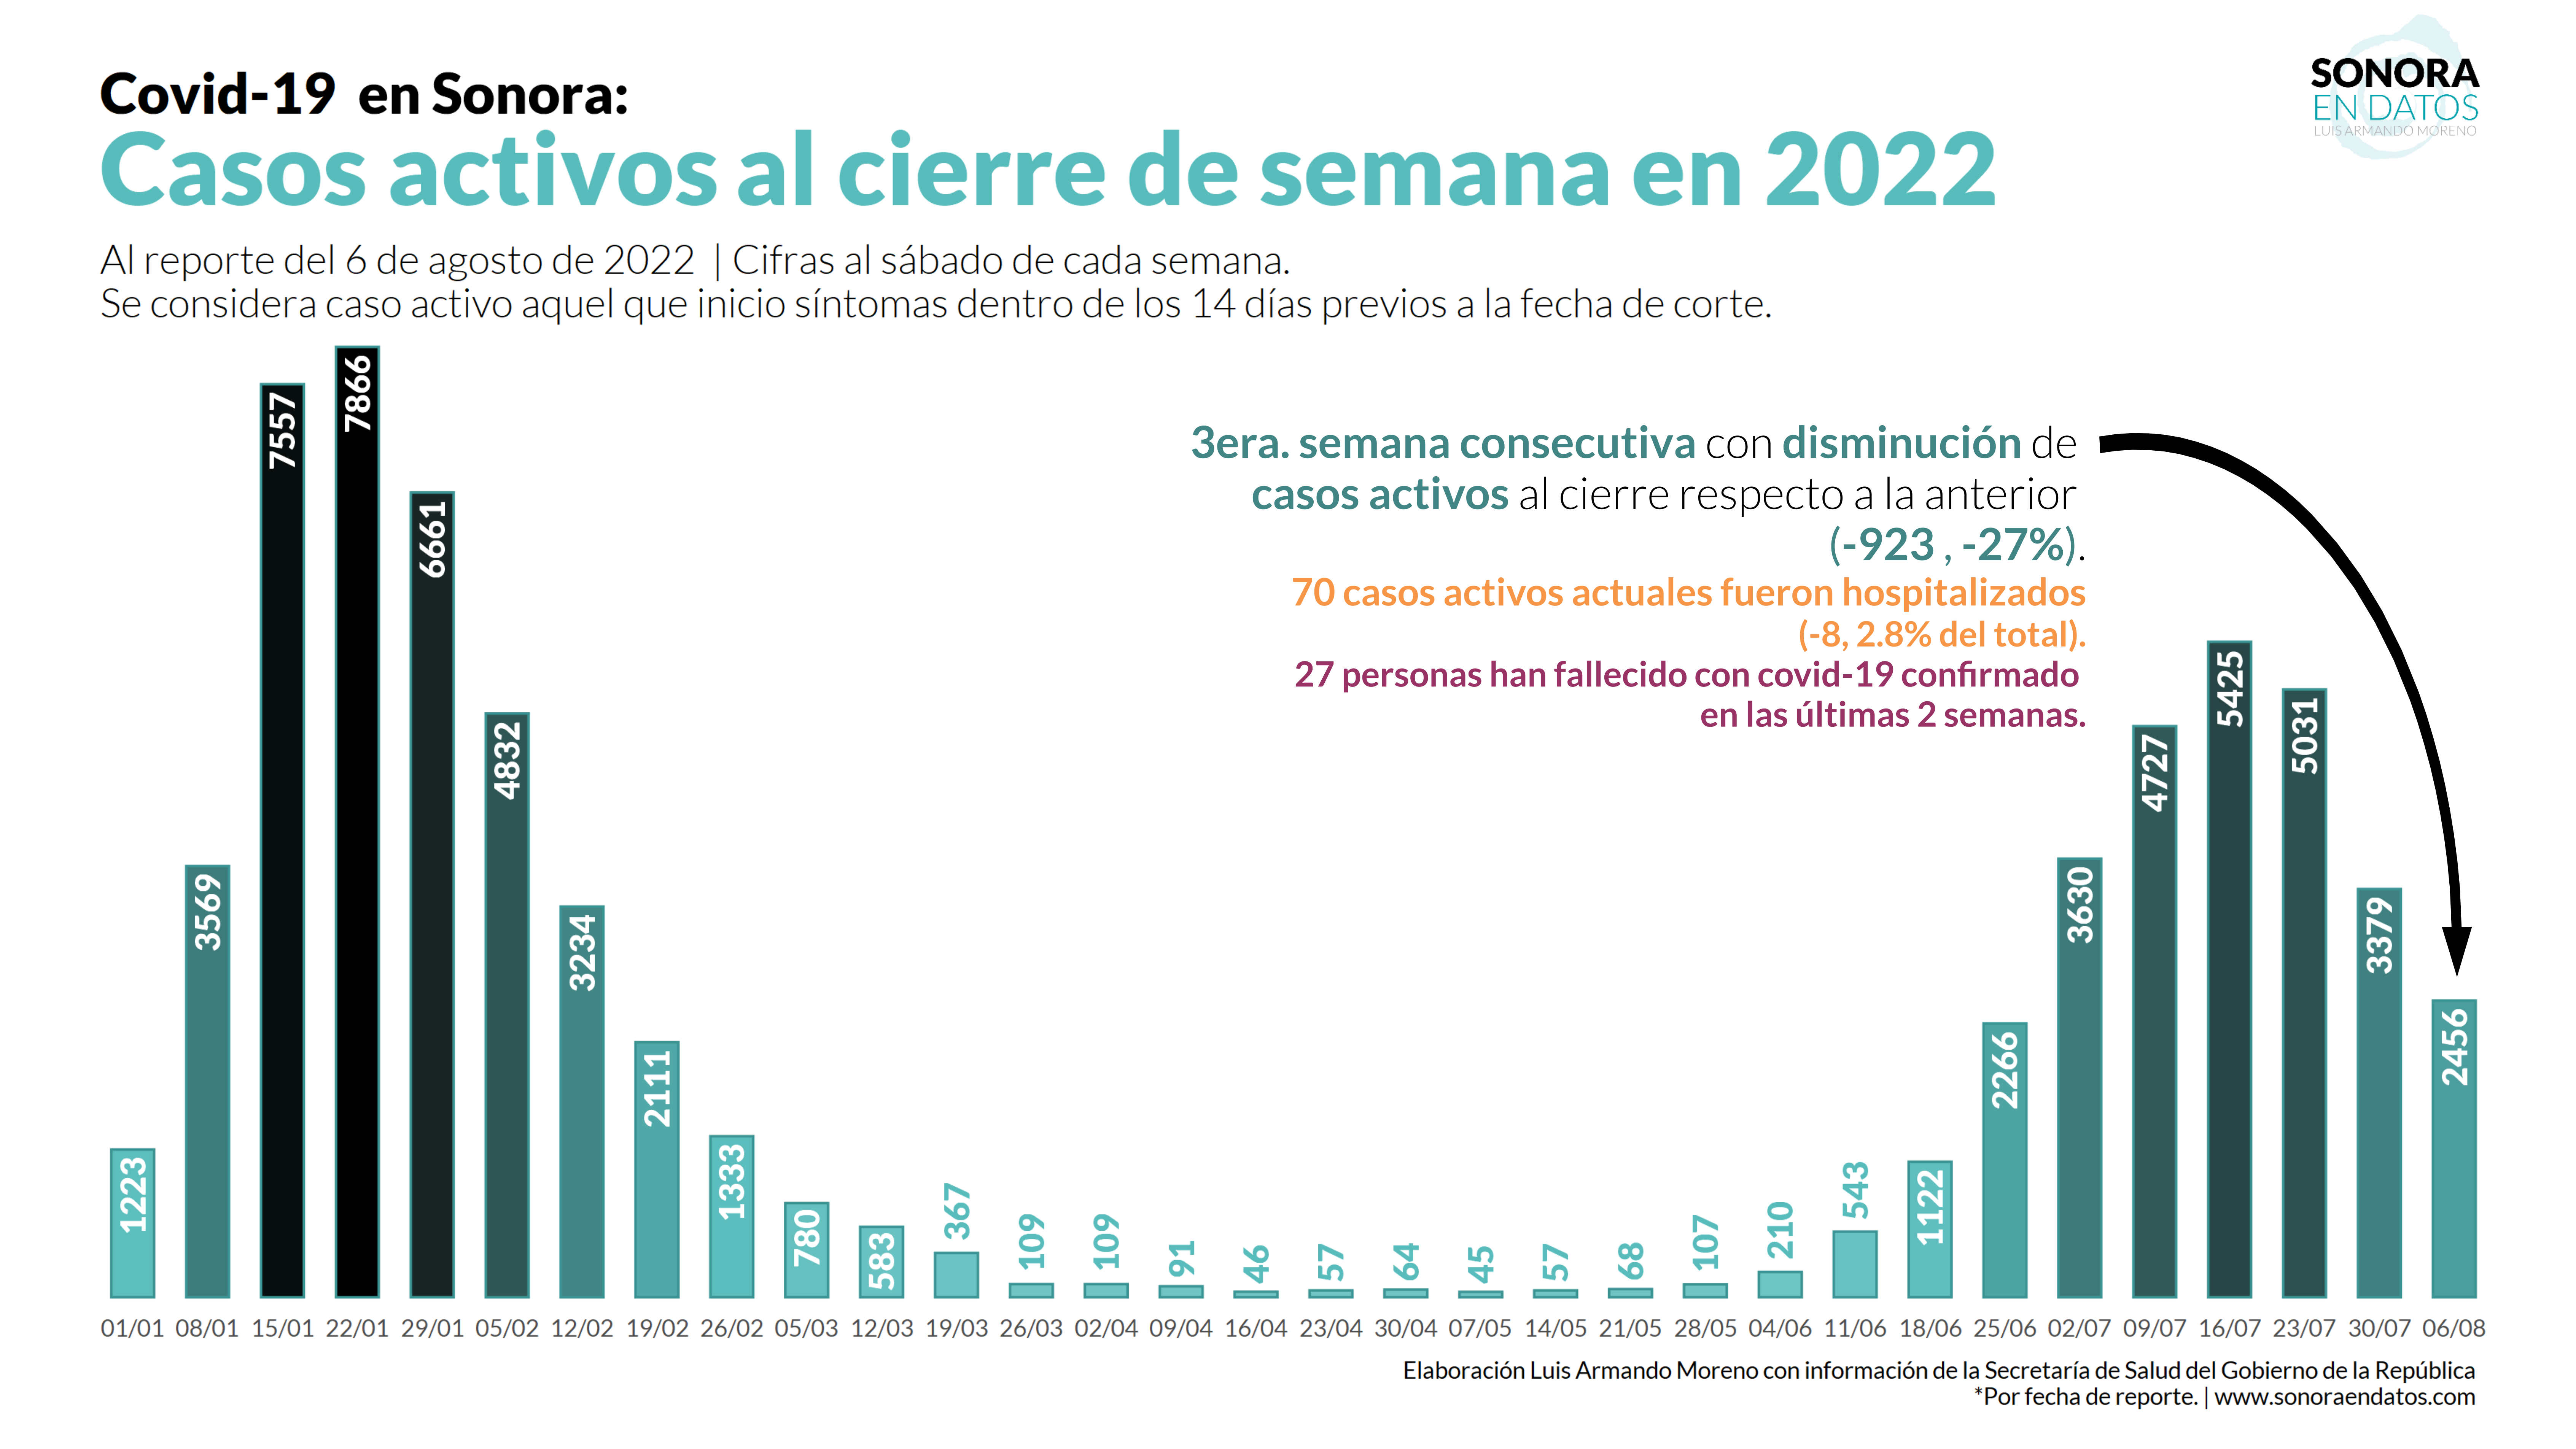 SONORA
EN DATOS
LUIS ARMANDO MORENO
Covid-19 en Sonora:
Casos activos al cierre de semana en 2022
Al reporte del 6 de agosto de 2022 | Cifras al sábado de cada semana.
Se considera caso activo aquel que inicio síntomas dentro de los 14 días previos a la fecha de corte.
3era. semana consecutiva con disminución de
casos activos al cierre respecto a la anterior
(-923 , -27%).
70 casos activos actuales fueron hospitalizados
(-8, 2.8% del total).
27 personas han fallecido con covid-19 confirmado
en las últimas 2 semanas.
1223 3569 7557 7866 6661 4832 3234 2111 1333 780 583 367 109 109 91 46 57 64 45 57 68 107 210 543 1122 2266 3630 4727 5425 5031 3379 2456
01/01 08/01 15/01 22/01 29/01 05/02 12/02 19/02 26/02 05/03 12/03 19/03 26/03 02/04 09/04 16/04 23/04 30/04 07/05 14/05 21/05 28/05 04/06 11/06 18/06 25/06 02/07 09/07 16/07 23/07 30/07 06/08
Elaboración Luis Armando Moreno con información de la Secretaría de Salud del Gobierno de la República
*Por fecha de reporte. | www.sonoraendatos.com